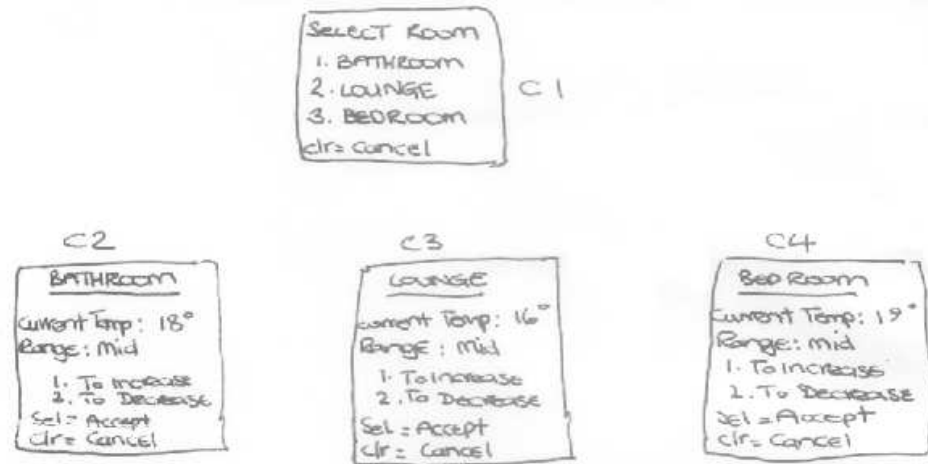 SELECT ROOM
1. BATHROOM
2. LOUNGE
3. BEDROOM
clr = Cancel
C1
C2
BATHROOM
Current Temp: 18°
Range: Mid
1. To Increase
2. To Decrease
Sel = Accept
Clr = Cancel
C3
LOUNGE
Current Temp: 16°
Range: Mid
1. To Increase
2. To Decrease
Sel = Accept
Clr = Cancel
C4
BEDROOM
Current Temp: 19°
Range: Mid
1. To Increase
2. To Decrease
Sel = Accept
Clr = Cancel